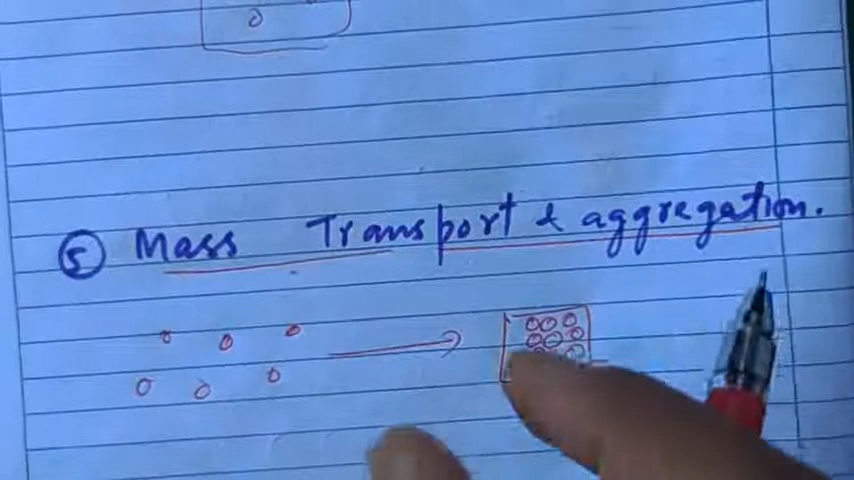 ⑤ Mass Transport & aggregation.